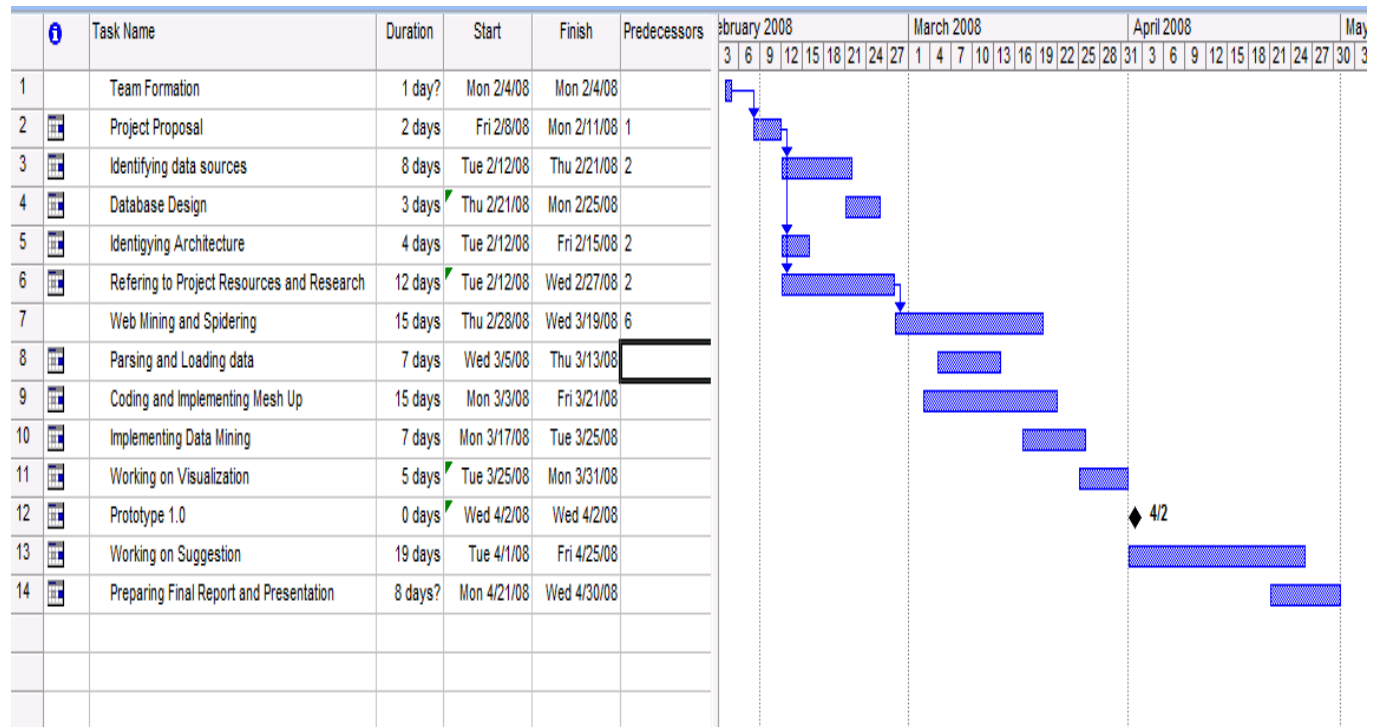 Task Name Duration Start Finish Predecessors ebruary 2008 March 2008 April 2008 May
3 6 9 12 15 18 21 24 27 1 4 7 10 13 16 19 22 25 28 31 3 6 9 12 15 18 21 24 27 30 3
1 Team Formation 1 day? Mon 2/4/08 Mon 2/4/08
2 Project Proposal 2 days Fri 2/8/08 Mon 2/11/08 1
3 Identifying data sources 8 days Tue 2/12/08 Thu 2/21/08 2
4 Database Design 3 days Thu 2/21/08 Mon 2/25/08
5 Identigying Architecture 4 days Tue 2/12/08 Fri 2/15/08 2
6 Refering to Project Resources and Research 12 days Tue 2/12/08 Wed 2/27/08 2
7 Web Mining and Spidering 15 days Thu 2/28/08 Wed 3/19/08 6
8 Parsing and Loading data 7 days Wed 3/5/08 Thu 3/13/08
9 Coding and Implementing Mesh Up 15 days Mon 3/3/08 Fri 3/21/08
10 Implementing Data Mining 7 days Mon 3/17/08 Tue 3/25/08
11 Working on Visualization 5 days Tue 3/25/08 Mon 3/31/08
12 Prototype 1.0 0 days Wed 4/2/08 Wed 4/2/08 4/2
13 Working on Suggestion 19 days Tue 4/1/08 Fri 4/25/08
14 Preparing Final Report and Presentation 8 days? Mon 4/21/08 Wed 4/30/08